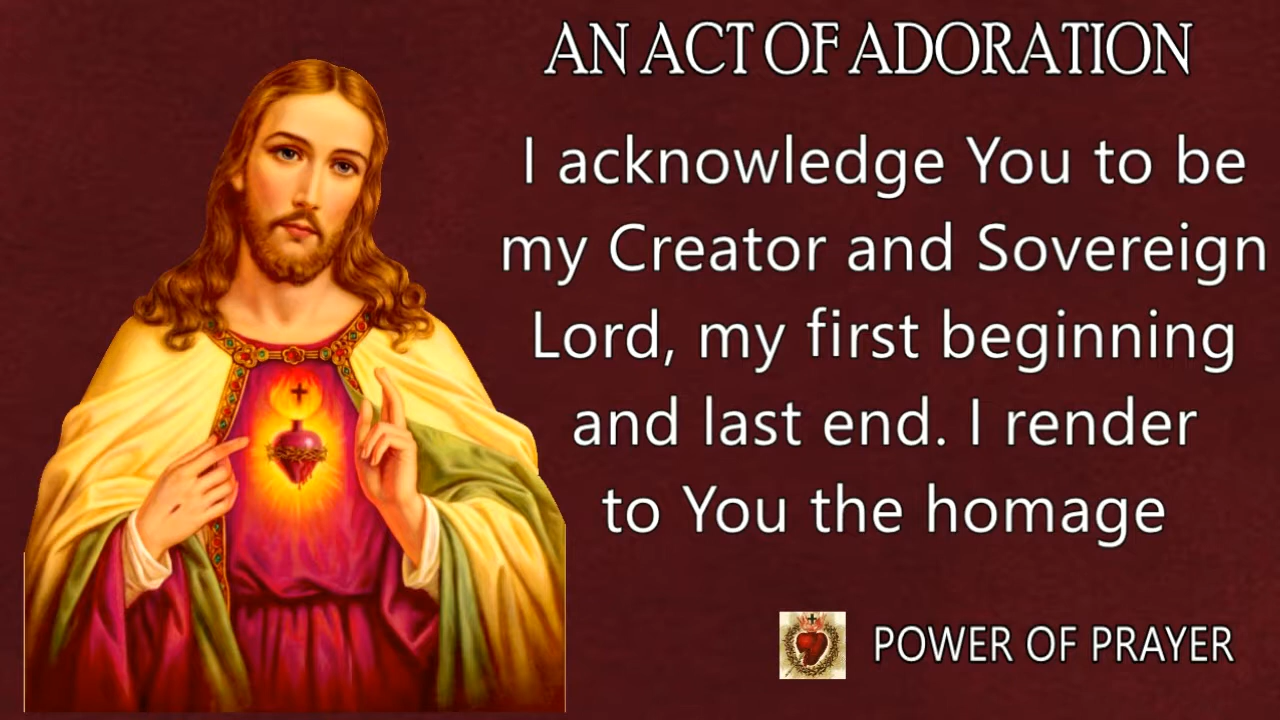 AN ACT OF ADORATION
I acknowledge You to be
my Creator and Sovereign
Lord, my first beginning
and last end. I render
to You the homage
POWER OF PRAYER